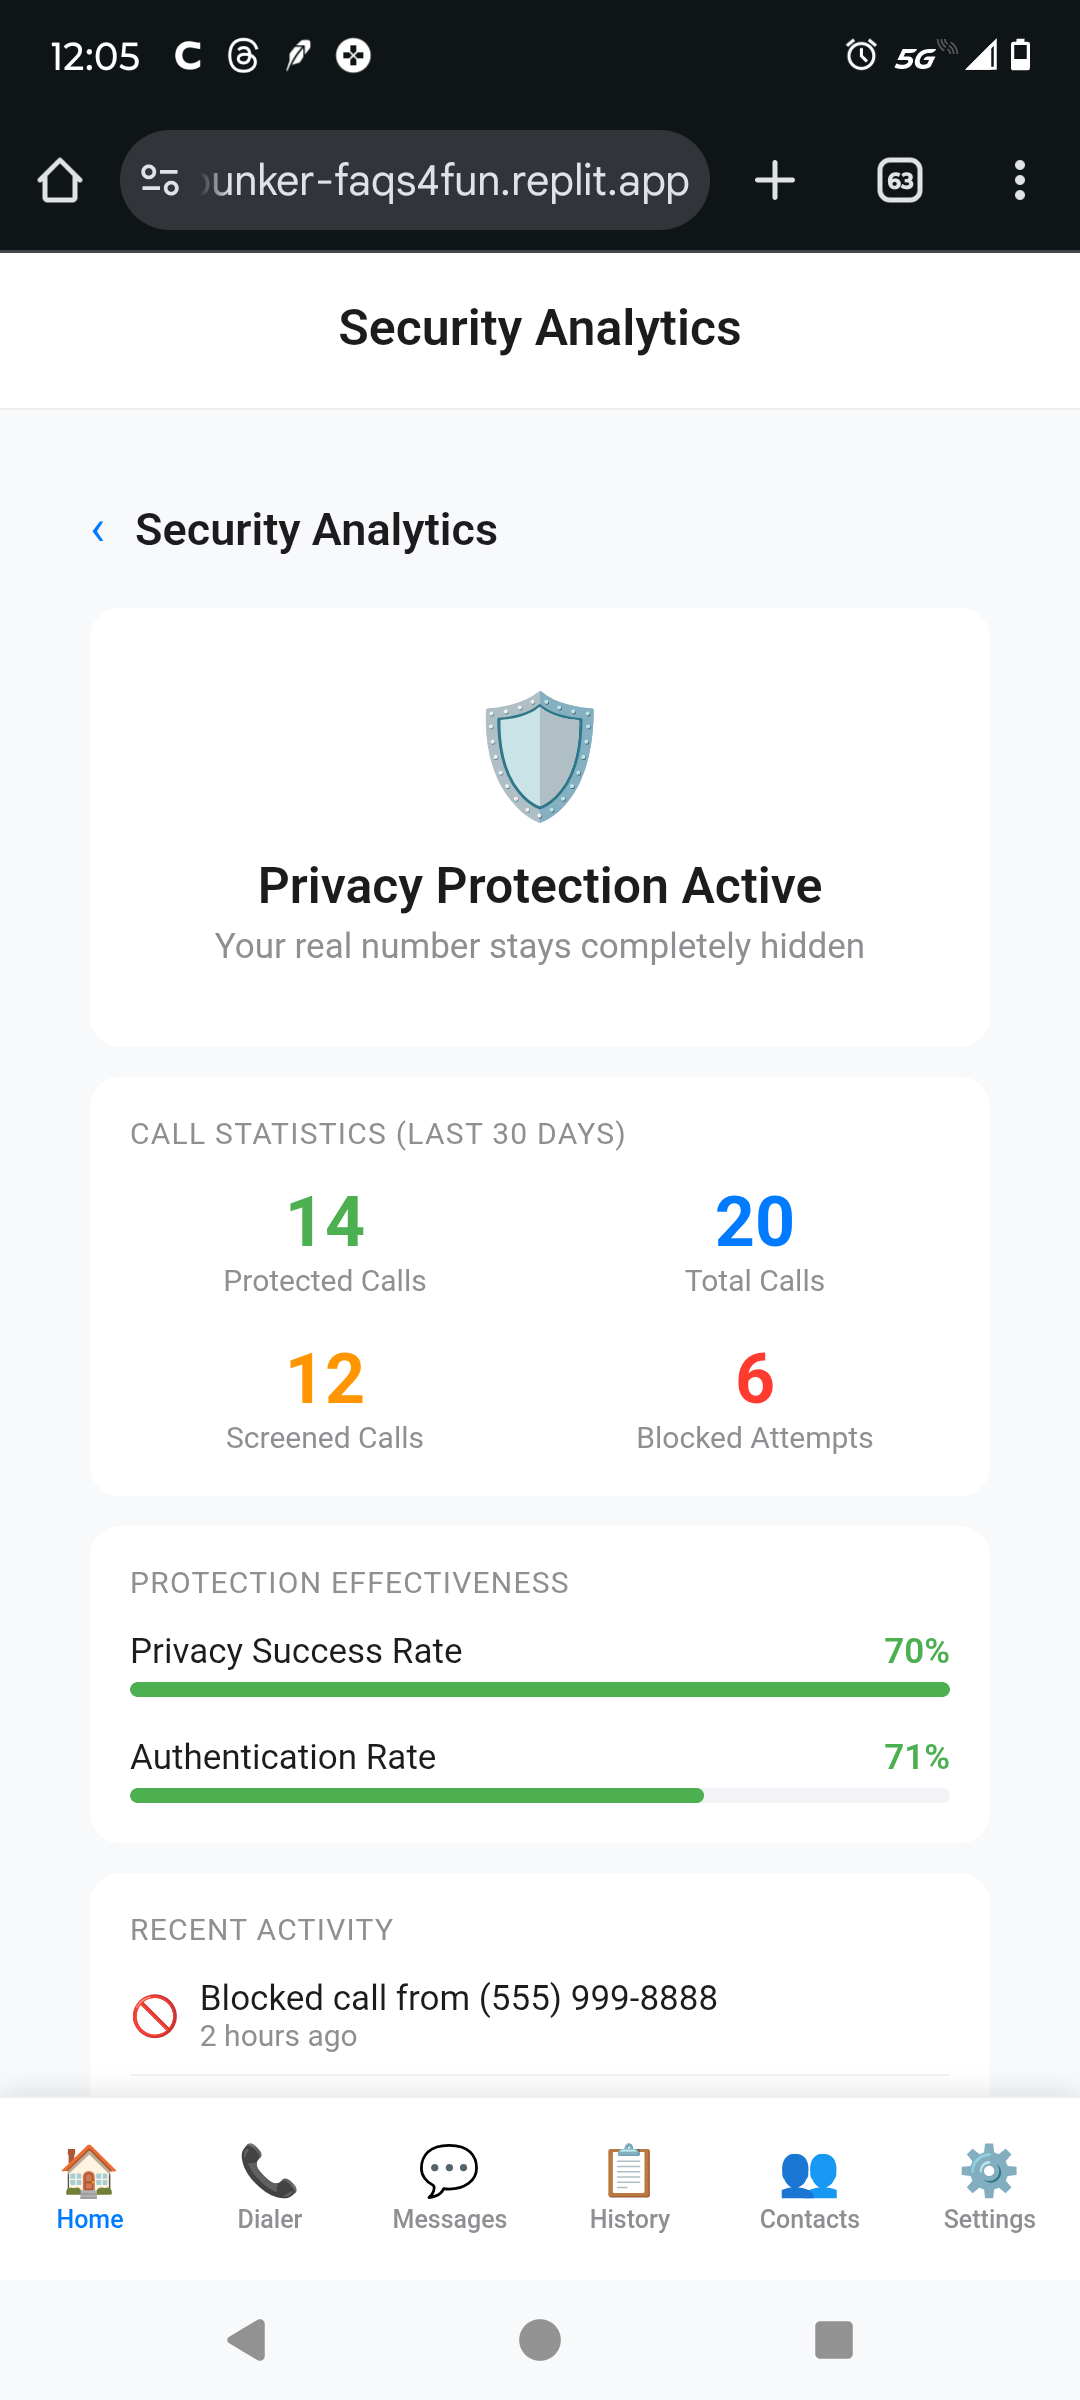 12:05
5G
unker-faqs4fun.replit.app
63
Security Analytics
‹ Security Analytics
Privacy Protection Active
Your real number stays completely hidden
CALL STATISTICS (LAST 30 DAYS)
14
Protected Calls
20
Total Calls
12
Screened Calls
6
Blocked Attempts
PROTECTION EFFECTIVENESS
Privacy Success Rate 70%
Authentication Rate 71%
RECENT ACTIVITY
Blocked call from (555) 999-8888
2 hours ago
Home Dialer Messages History Contacts Settings